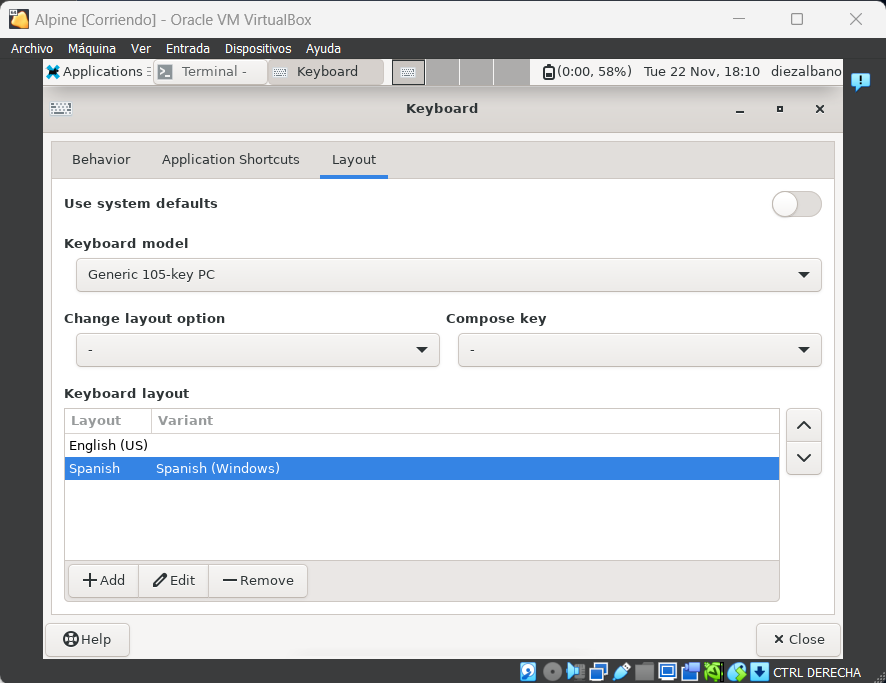 Alpine [Corriendo] - Oracle VM VirtualBox
Archivo Máquina Ver Entrada Dispositivos Ayuda
Applications Terminal - Keyboard (0:00, 58%) Tue 22 Nov, 18:10 diezalbano
Keyboard
Behavior Application Shortcuts Layout
Use system defaults
Keyboard model
Generic 105-key PC
Change layout option Compose key
- -
Keyboard layout
Layout Variant
English (US)
Spanish Spanish (Windows)
Add Edit Remove
Help Close
CTRL DERECHA